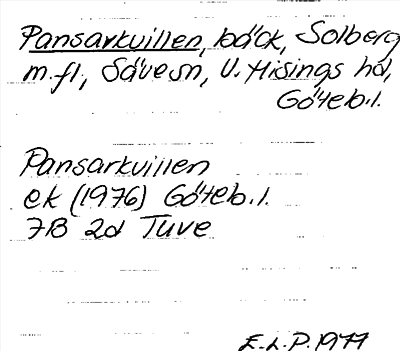 Pansarkvillen, bäck, Solberg
m.fl., Säve sn, V. Hisings hd,
Göteb.l.
Pansarkvillen
ek (1976) Göteb.l.
7B 2d Tuve
E.L.P. 1977